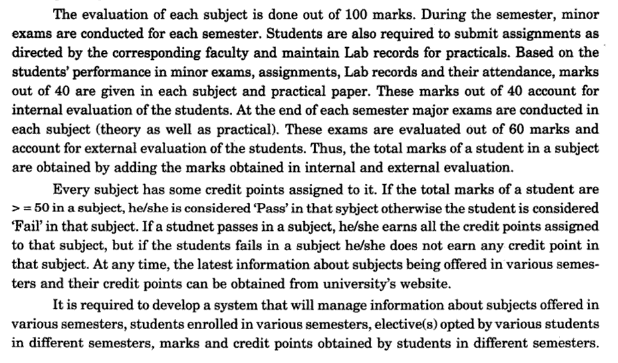 The evaluation of each subject is done out of 100 marks. During the semester, minor
exams are conducted for each semester. Students are also required to submit assignments as
directed by the corresponding faculty and maintain Lab records for practicals. Based on the
students' performance in minor exams, assignments, Lab records and their attendance, marks
out of 40 are given in each subject and practical paper. These marks out of 40 account for
internal evaluation of the students. At the end of each semester major exams are conducted in
each subject (theory as well as practical). These exams are evaluated out of 60 marks and
account for external evaluation of the students. Thus, the total marks of a student in a subject
are obtained by adding the marks obtained in internal and external evaluation.
Every subject has some credit points assigned to it. If the total marks of a student are
> = 50 in a subject, he/she is considered 'Pass' in that sybject otherwise the student is considered
'Fail' in that subject. If a studnet passes in a subject, he/she earns all the credit points assigned
to that subject, but if the students fails in a subject he/she does not earn any credit point in
that subject. At any time, the latest information about subjects being offered in various semes-
ters and their credit points can be obtained from university's website.
It is required to develop a system that will manage information about subjects offered in
various semesters, students enrolled in various semesters, elective(s) opted by various students
in different semesters, marks and credit points obtained by students in different semesters.